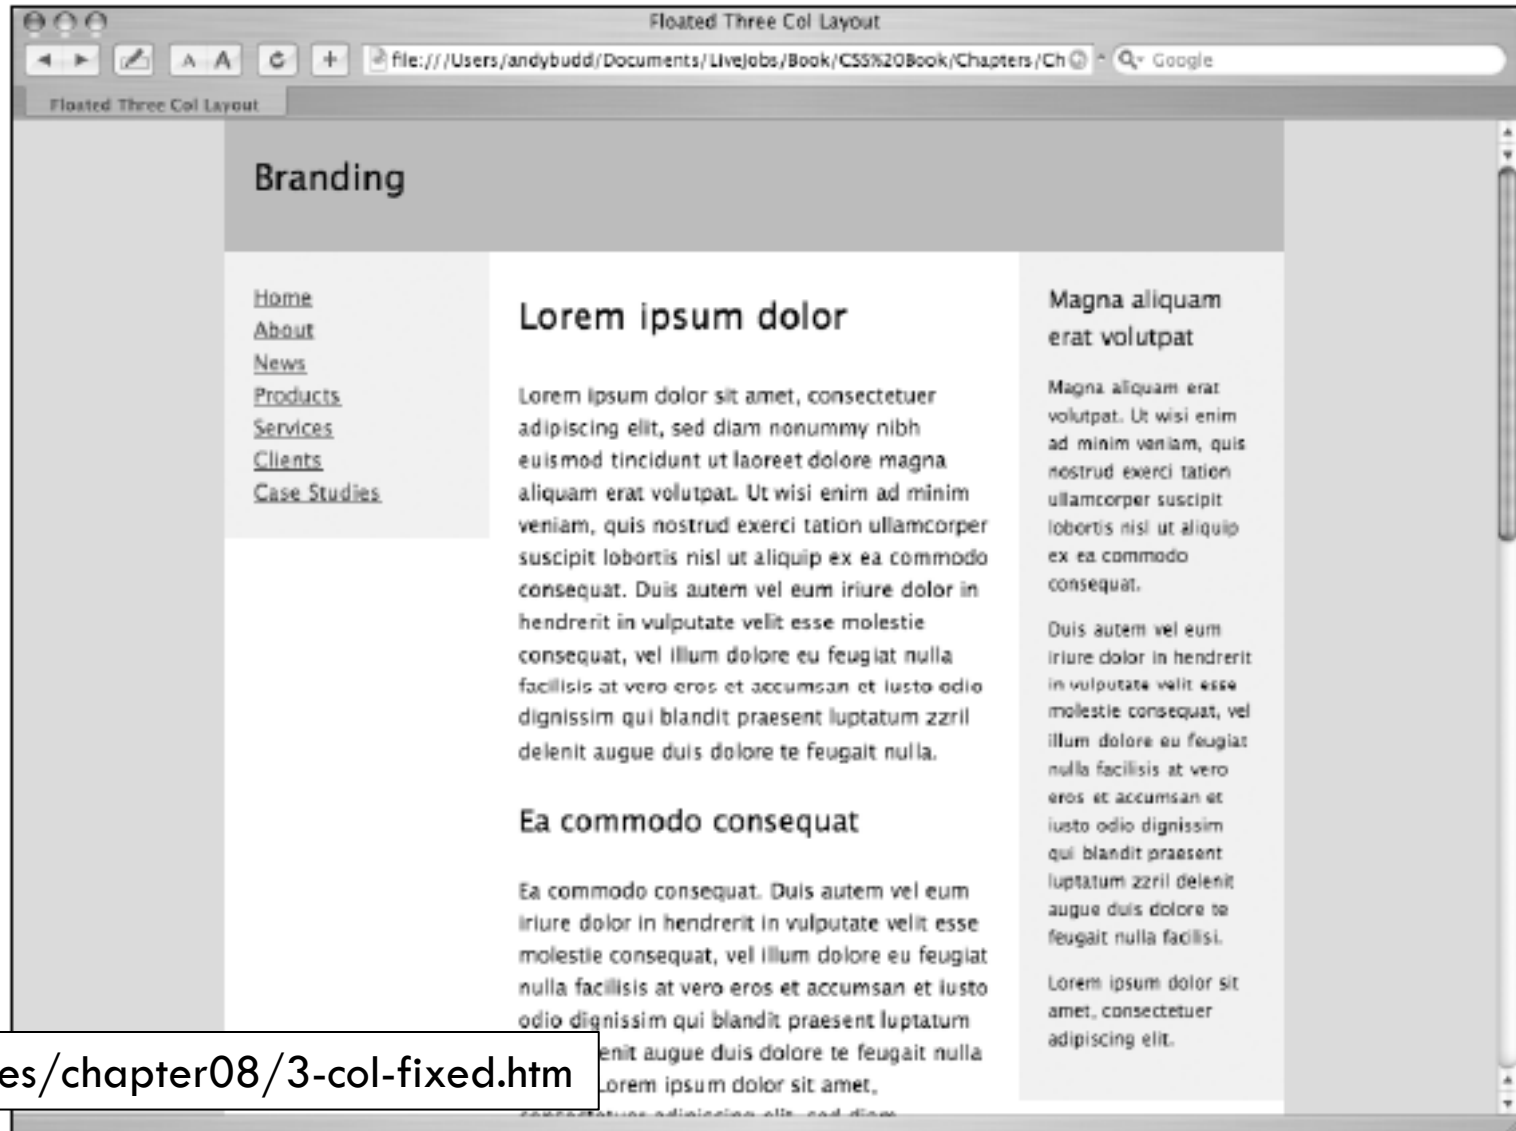 Floated Three Col Layout
A A + file:///Users/andybudd/Documents/LiveJobs/Book/CSS%20Book/Chapters/Ch Google
Floated Three Col Layout
Branding
Home
About
News
Products
Services
Clients
Case Studies
Lorem ipsum dolor
Lorem ipsum dolor sit amet, consectetuer
adipiscing elit, sed diam nonummy nibh
euismod tincidunt ut laoreet dolore magna
aliquam erat volutpat. Ut wisi enim ad minim
veniam, quis nostrud exerci tation ullamcorper
suscipit lobortis nisl ut aliquip ex ea commodo
consequat. Duis autem vel eum iriure dolor in
hendrerit in vulputate velit esse molestie
consequat, vel illum dolore eu feugiat nulla
facilisis at vero eros et accumsan et iusto odio
dignissim qui blandit praesent luptatum zzril
delenit augue duis dolore te feugait nulla.
Ea commodo consequat
Ea commodo consequat. Duis autem vel eum
iriure dolor in hendrerit in vulputate velit esse
molestie consequat, vel illum dolore eu feugiat
nulla facilisis at vero eros et accumsan et iusto
odio dignissim qui blandit praesent luptatum
enit augue duis dolore te feugait nulla
Lorem ipsum dolor sit amet,
consectetuer adipiscing elit, sed diam
Magna aliquam
erat volutpat
Magna aliquam erat
volutpat. Ut wisi enim
ad minim veniam, quis
nostrud exerci tation
ullamcorper suscipit
lobortis nisl ut aliquip
ex ea commodo
consequat.
Duis autem vel eum
iriure dolor in hendrerit
in vulputate velit esse
molestie consequat, vel
illum dolore eu feugiat
nulla facilisis at vero
eros et accumsan et
iusto odio dignissim
qui blandit praesent
luptatum zzril delenit
augue duis dolore te
feugait nulla facilisi.
Lorem ipsum dolor sit
amet, consectetuer
adipiscing elit.
es/chapter08/3-col-fixed.htm